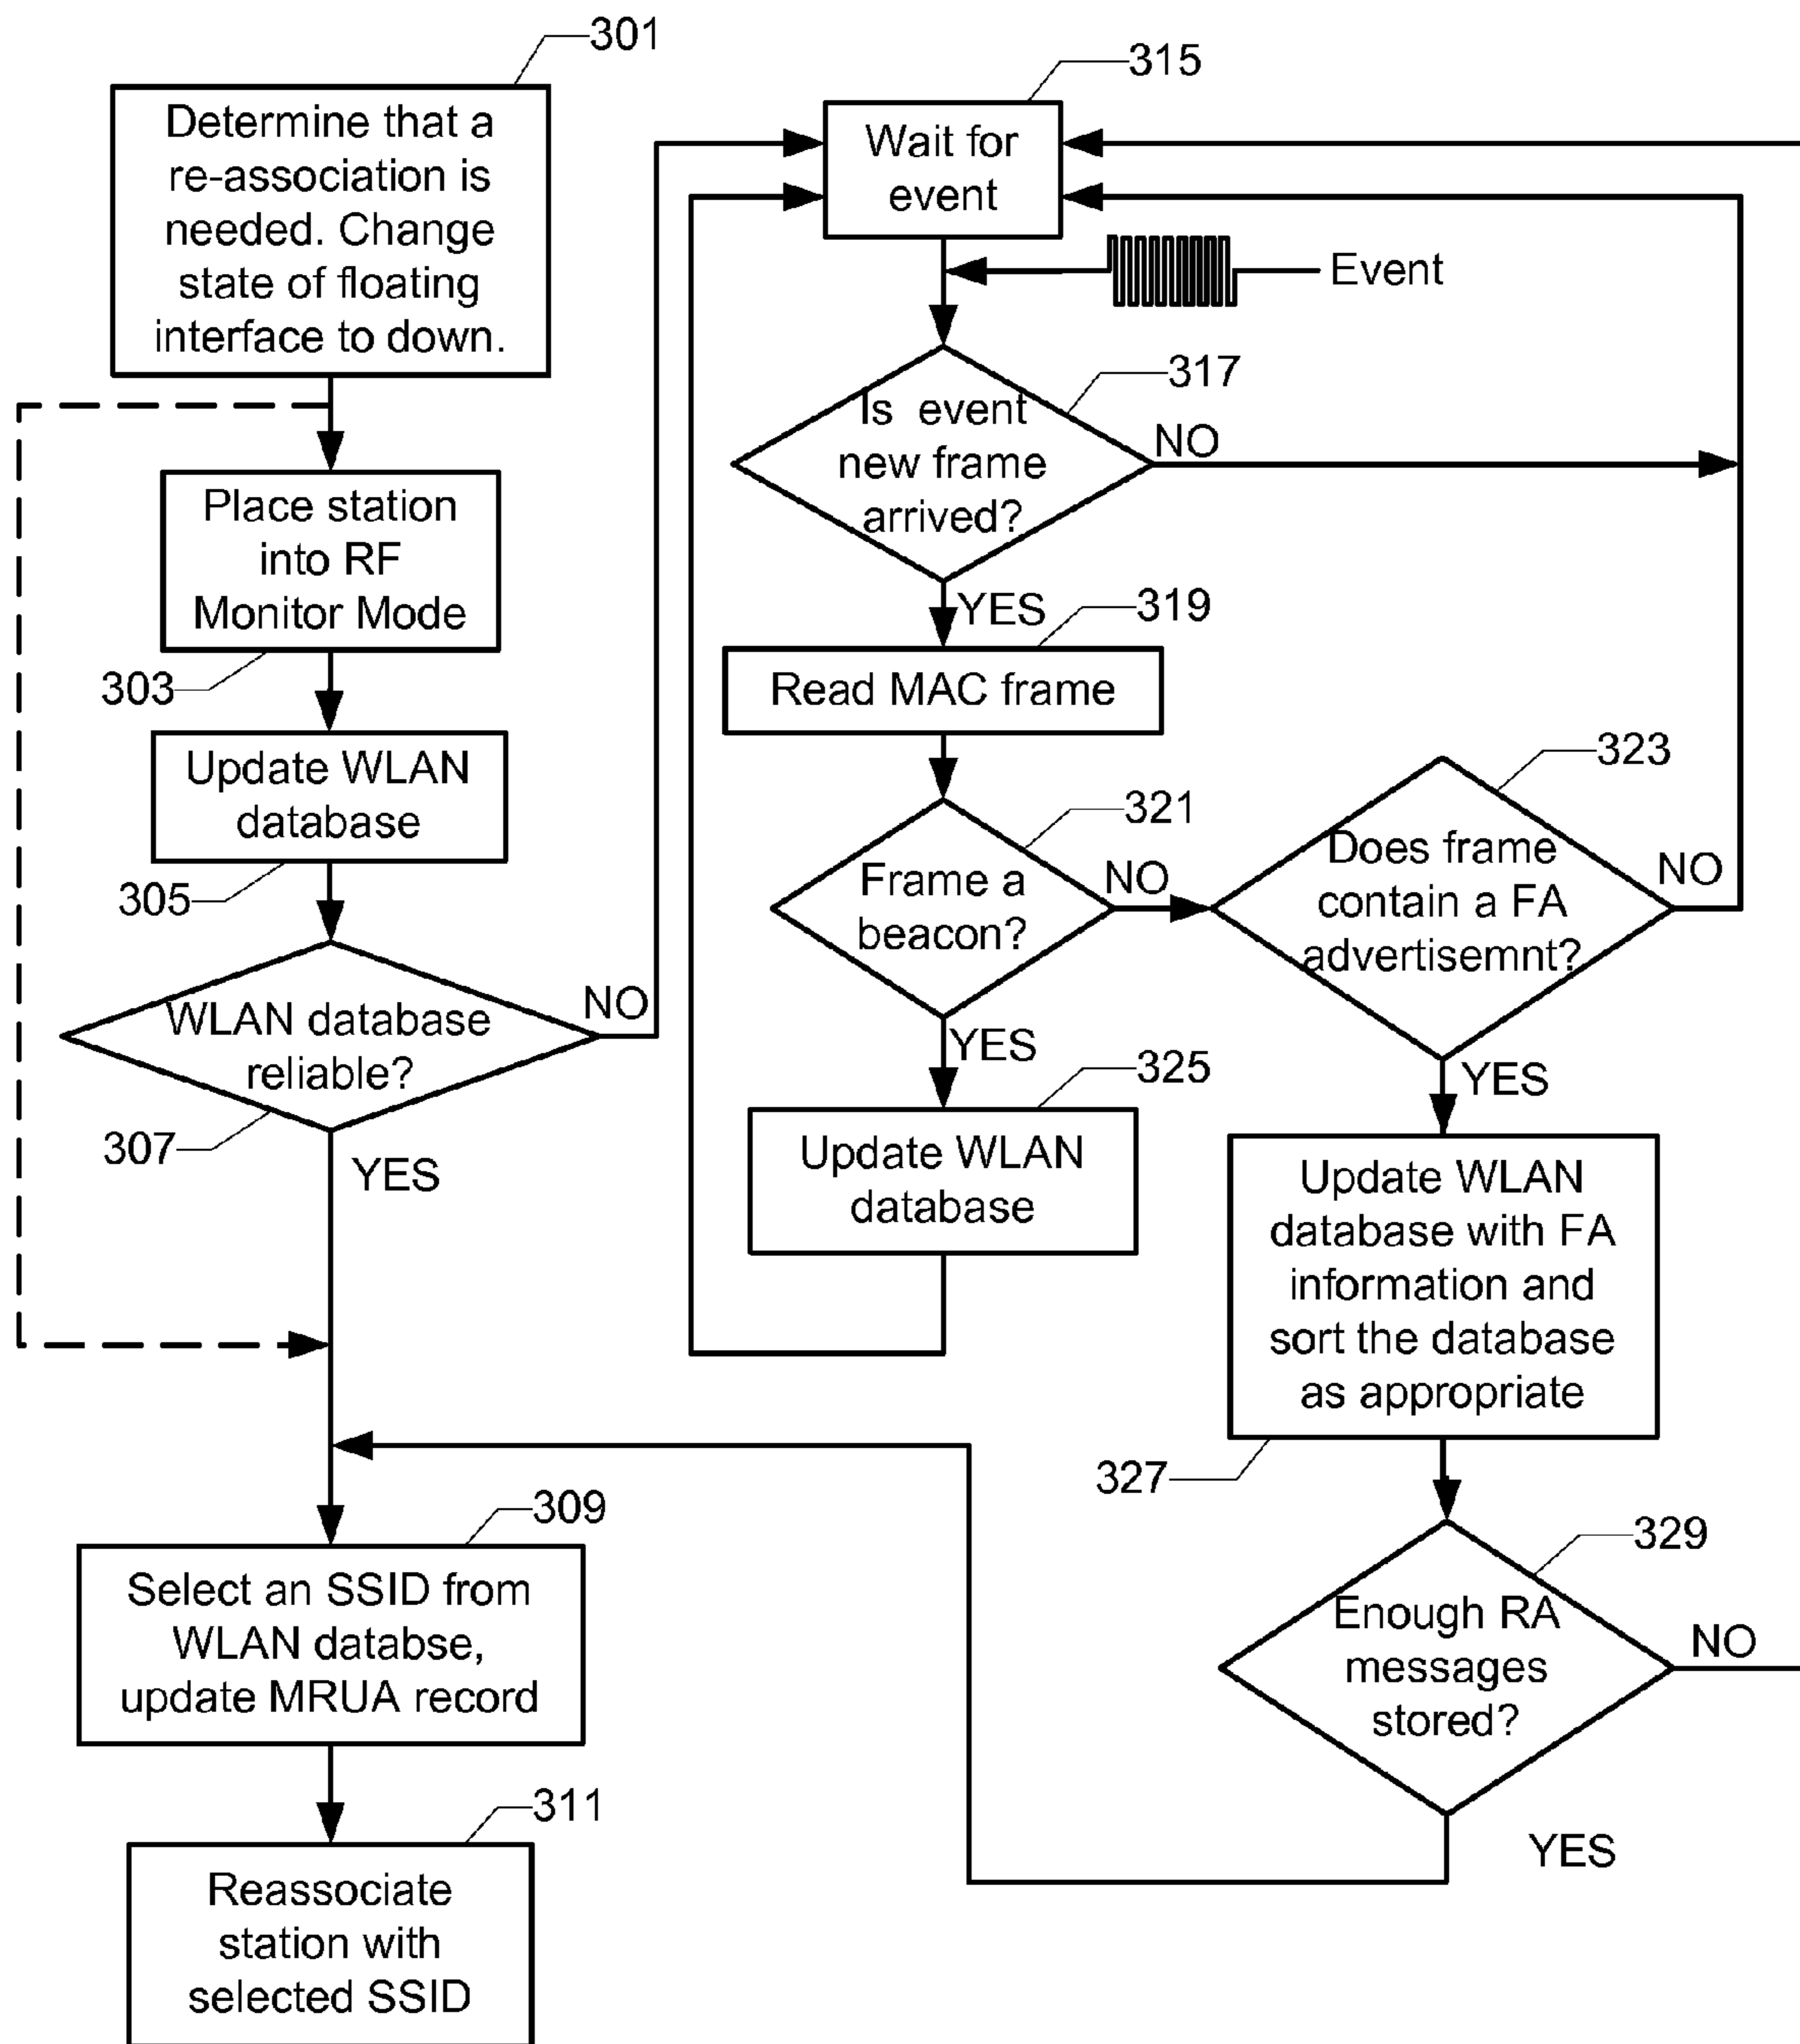 301
Determine that a
re-association is
needed. Change
state of floating
interface to down.
Place station
into RF
Monitor Mode
303
Update WLAN
database
305
WLAN database
reliable?
NO
307
YES
309
Select an SSID from
WLAN databse,
update MRUA record
311
Reassociate
station with
selected SSID
315
Wait for
event
Event
317
Is event
new frame
arrived?
NO
YES
319
Read MAC frame
321
Frame a
beacon?
NO
YES
325
Update WLAN
database
323
Does frame
contain a FA
advertisemnt?
NO
YES
Update WLAN
database with FA
information and
sort the database
as appropriate
327
329
Enough RA
messages
stored?
NO
YES